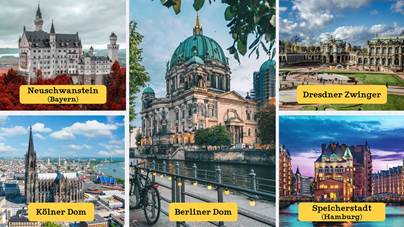 Neuschwanstein
(Bayern)
Kölner Dom
Berliner Dom
Dresdner Zwinger
Speicherstadt
(Hamburg)